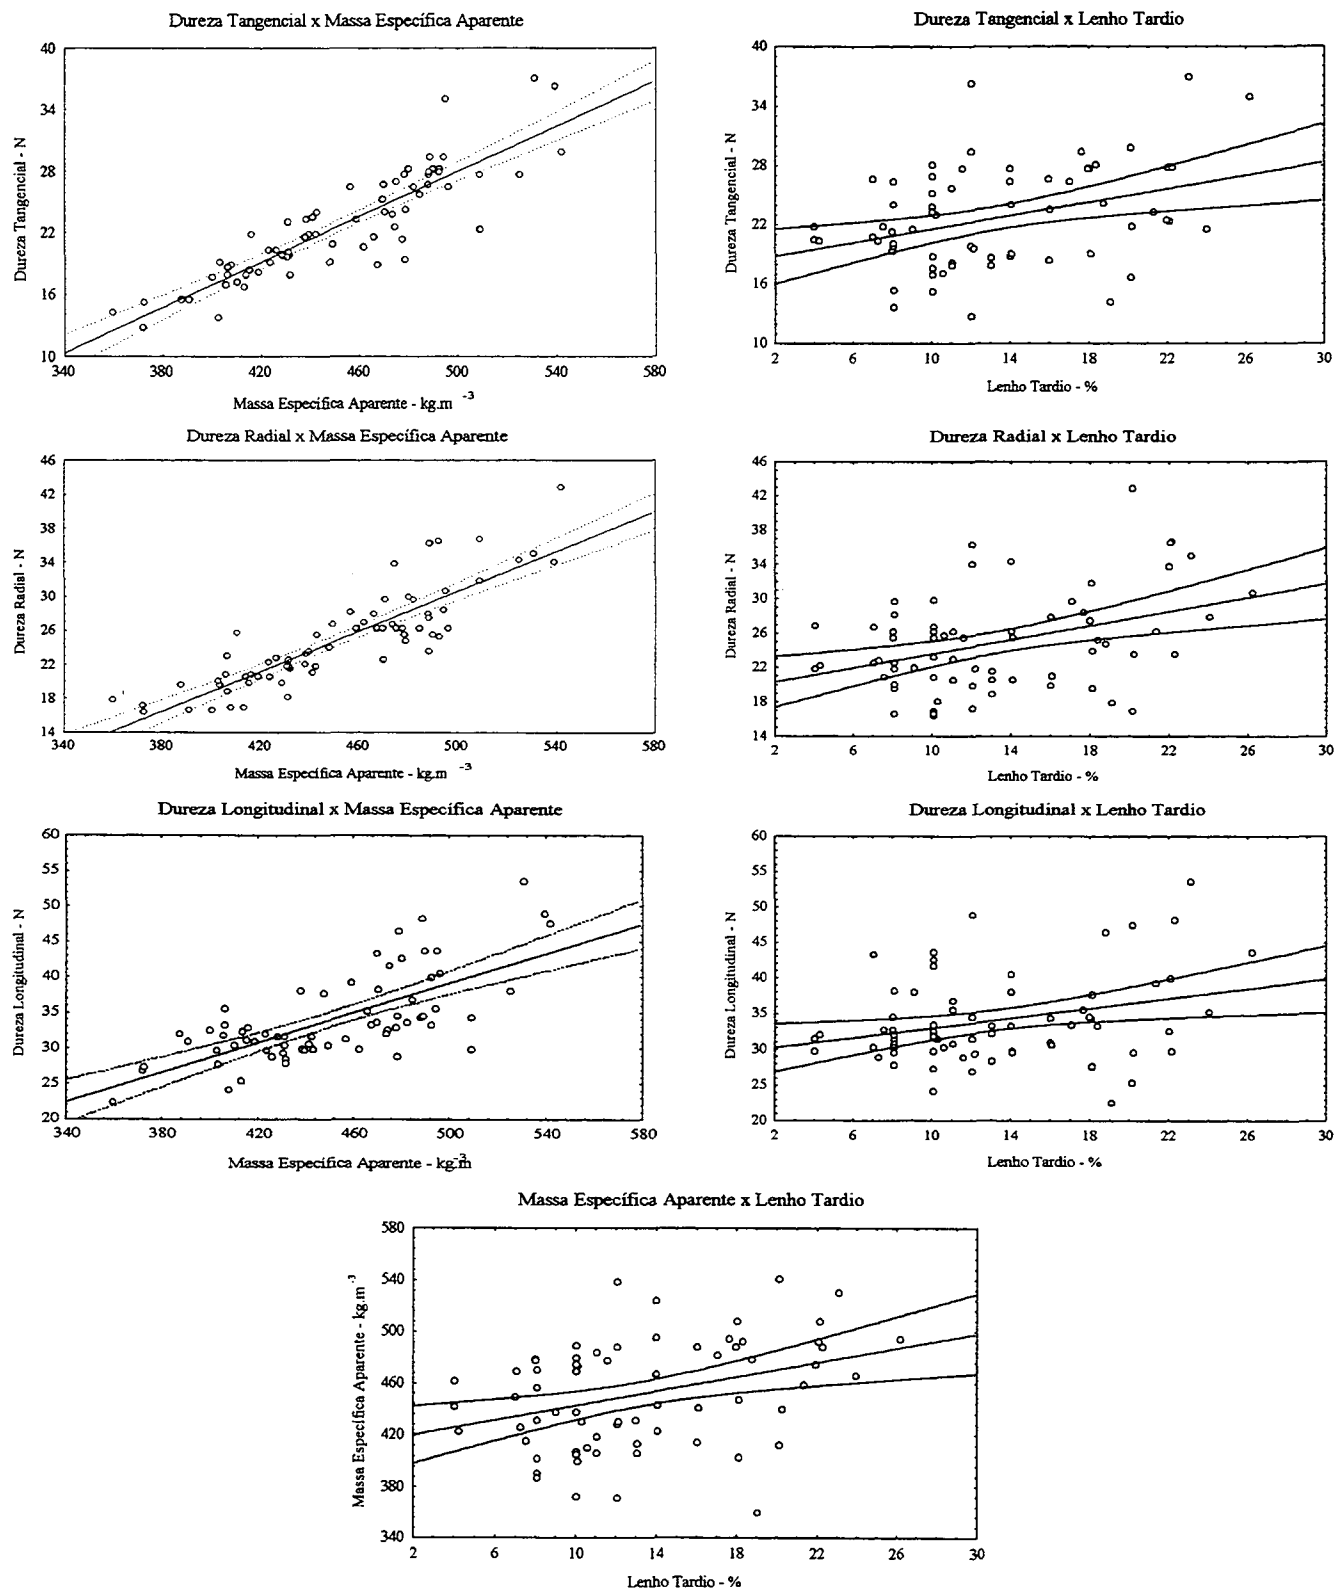 Dureza Tangencial x Massa Específica Aparente
40
34
28
22
16
10
Dureza Tangencial - N
340 380 420 460 500 540 580
Massa Específica Aparente - kg.m -3
Dureza Tangencial x Lenho Tardio
40
34
28
22
16
10
Dureza Tangencial - N
2 6 10 14 18 22 26 30
Lenho Tardio - %
Dureza Radial x Massa Específica Aparente
46
42
38
34
30
26
22
18
14
Dureza Radial - N
340 380 420 460 500 540 580
Massa Específica Aparente - kg.m -3
Dureza Radial x Lenho Tardio
46
42
38
34
30
26
22
18
14
Dureza Radial - N
2 6 10 14 18 22 26 30
Lenho Tardio - %
Dureza Longitudinal x Massa Específica Aparente
60
55
50
45
40
35
30
25
20
Dureza Longitudinal - N
340 380 420 460 500 540 580
Massa Específica Aparente - kg.m-3
Dureza Longitudinal x Lenho Tardio
60
55
50
45
40
35
30
25
20
Dureza Longitudinal - N
2 6 10 14 18 22 26 30
Lenho Tardio - %
Massa Específica Aparente x Lenho Tardio
580
540
500
460
420
380
340
Massa Específica Aparente - kg.m -3
2 6 10 14 18 22 26 30
Lenho Tardio - %